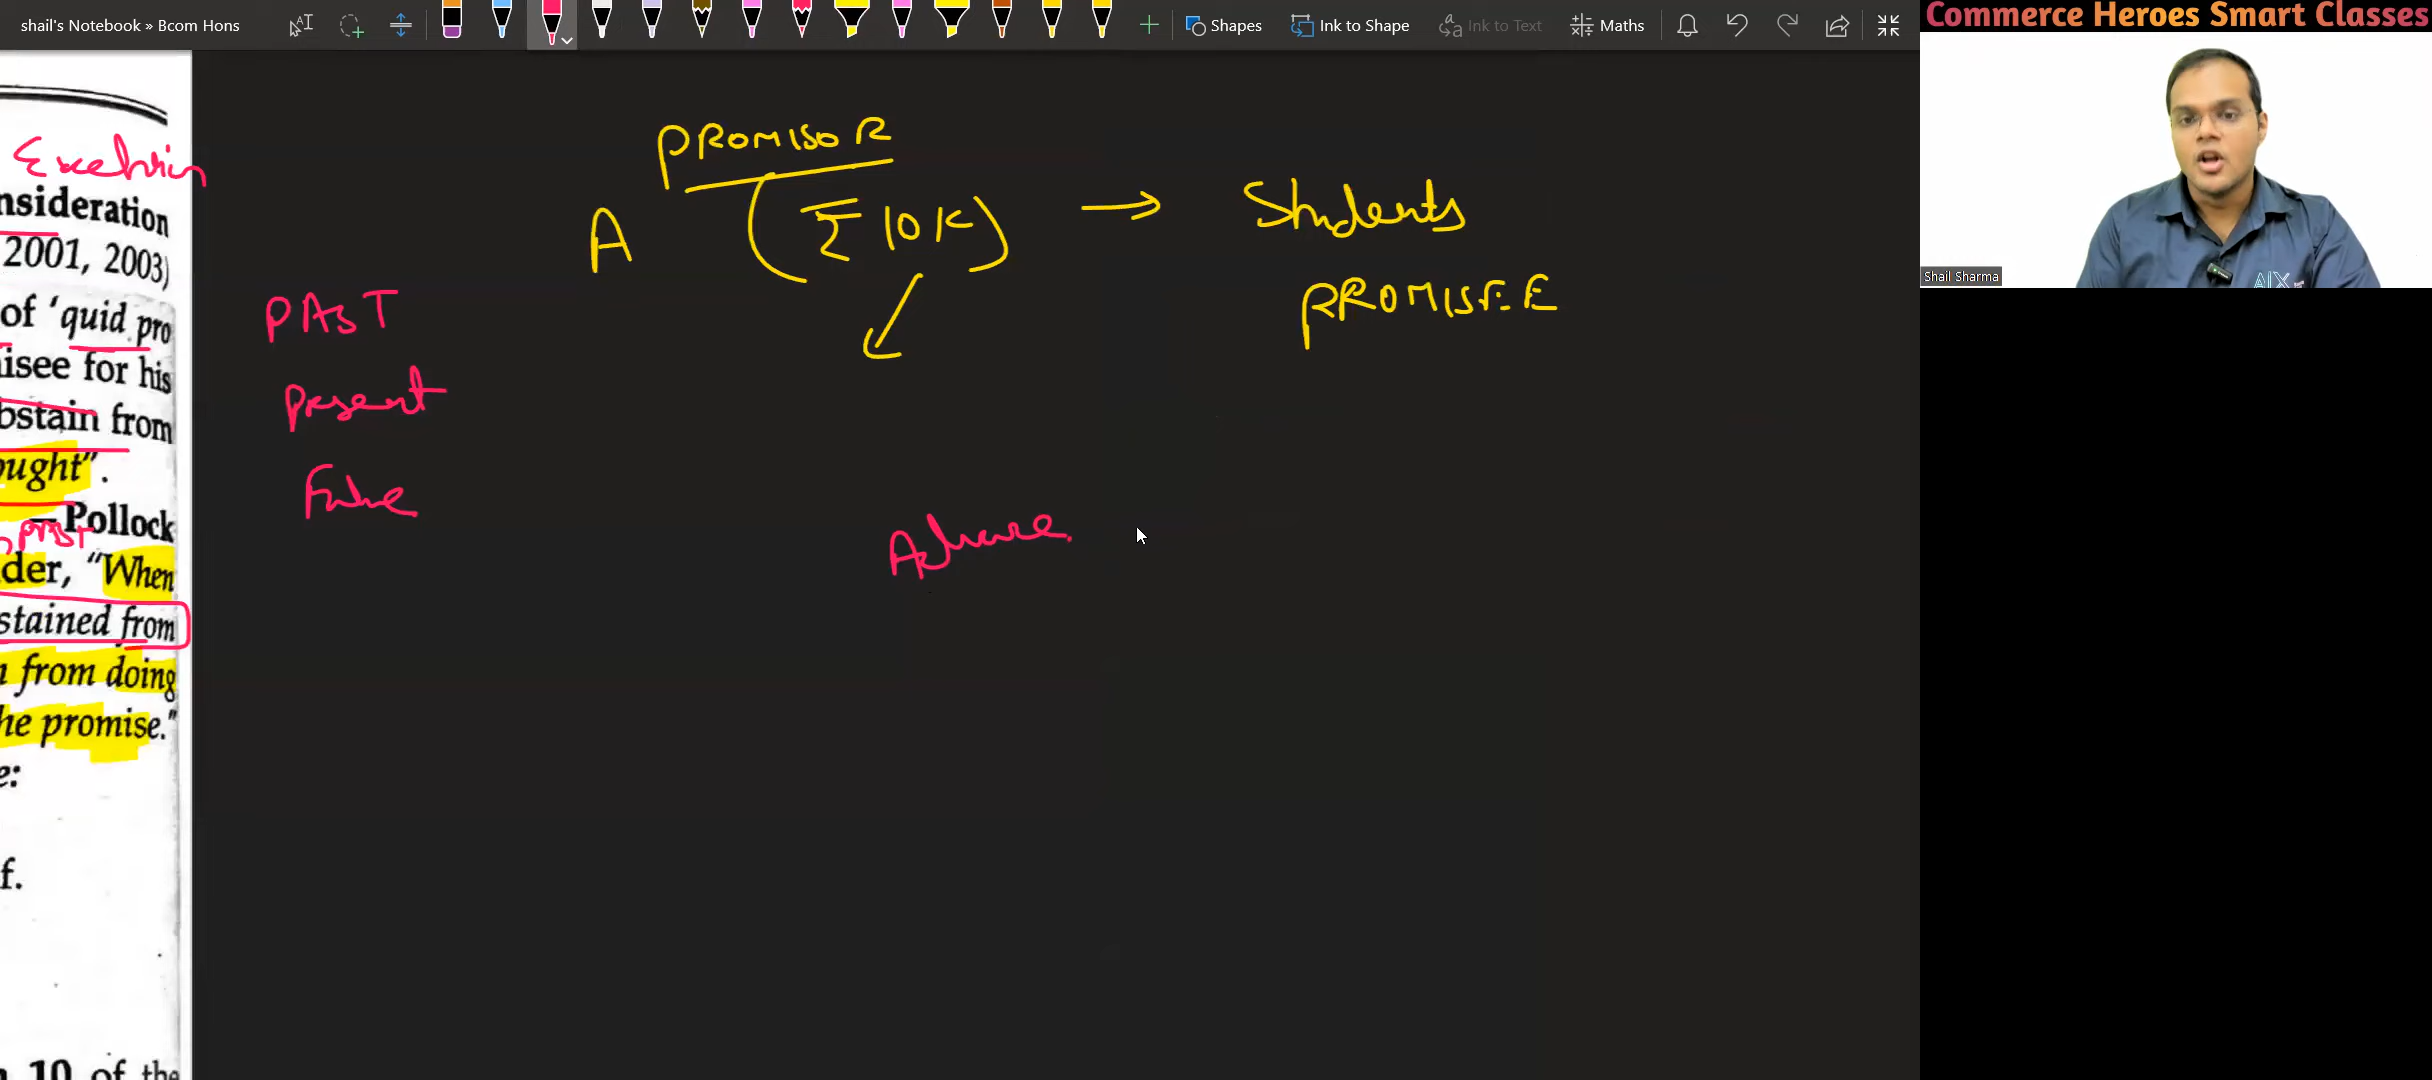 shail's Notebook » Bcom Hons
Shapes
Ink to Shape
Ink to Text
Maths
Commerce Heroes Smart Classes
Shail Sharma
PROMISOR
A (₹ 10K) → Students
PROMISEE
PAST
Present
Future
Advance
nsideration
2001, 2003)
of 'quid pro
isee for his
bstain from
ought".
— Pollock
PAST
der, "When
stained from
from doing
he promise."
e:
f.
10 of the